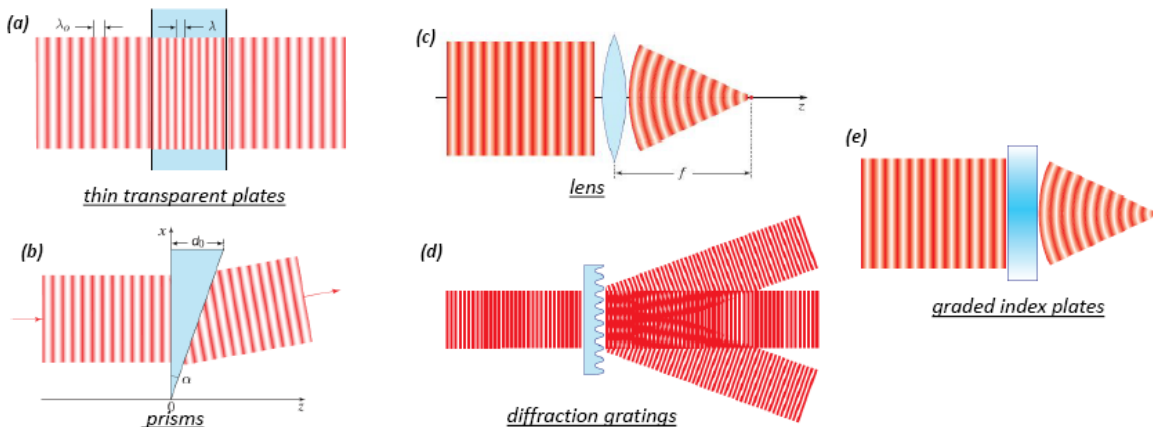 (a)
λo
λ
thin transparent plates
(b)
x
d0
α
0
z
prisms
(c)
z
f
lens
(d)
diffraction gratings
(e)
graded index plates